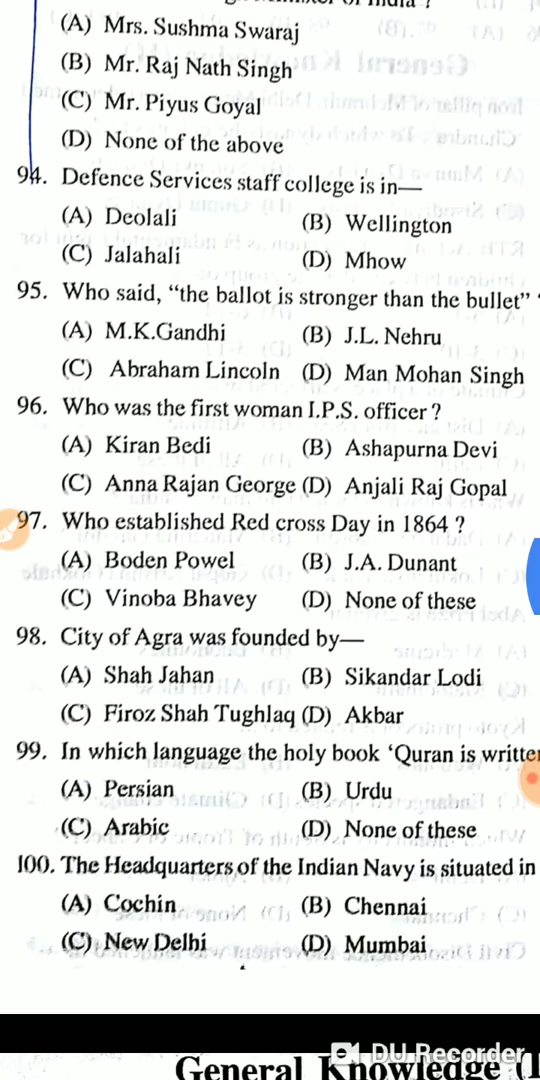 of India ?
(A) Mrs. Sushma Swaraj
(B) Mr. Raj Nath Singh
(C) Mr. Piyus Goyal
(D) None of the above
94. Defence Services staff college is in—
(A) Deolali (B) Wellington
(C) Jalahali (D) Mhow
95. Who said, “the ballot is stronger than the bullet”
(A) M.K.Gandhi (B) J.L. Nehru
(C) Abraham Lincoln (D) Man Mohan Singh
96. Who was the first woman I.P.S. officer ?
(A) Kiran Bedi (B) Ashapurna Devi
(C) Anna Rajan George (D) Anjali Raj Gopal
97. Who established Red cross Day in 1864 ?
(A) Boden Powel (B) J.A. Dunant
(C) Vinoba Bhavey (D) None of these
98. City of Agra was founded by—
(A) Shah Jahan (B) Sikandar Lodi
(C) Firoz Shah Tughlaq (D) Akbar
99. In which language the holy book ‘Quran is writte
(A) Persian (B) Urdu
(C) Arabic (D) None of these
100. The Headquarters of the Indian Navy is situated in
(A) Cochin (B) Chennai
(C) New Delhi (D) Mumbai
DU Recorder
General Knowledge